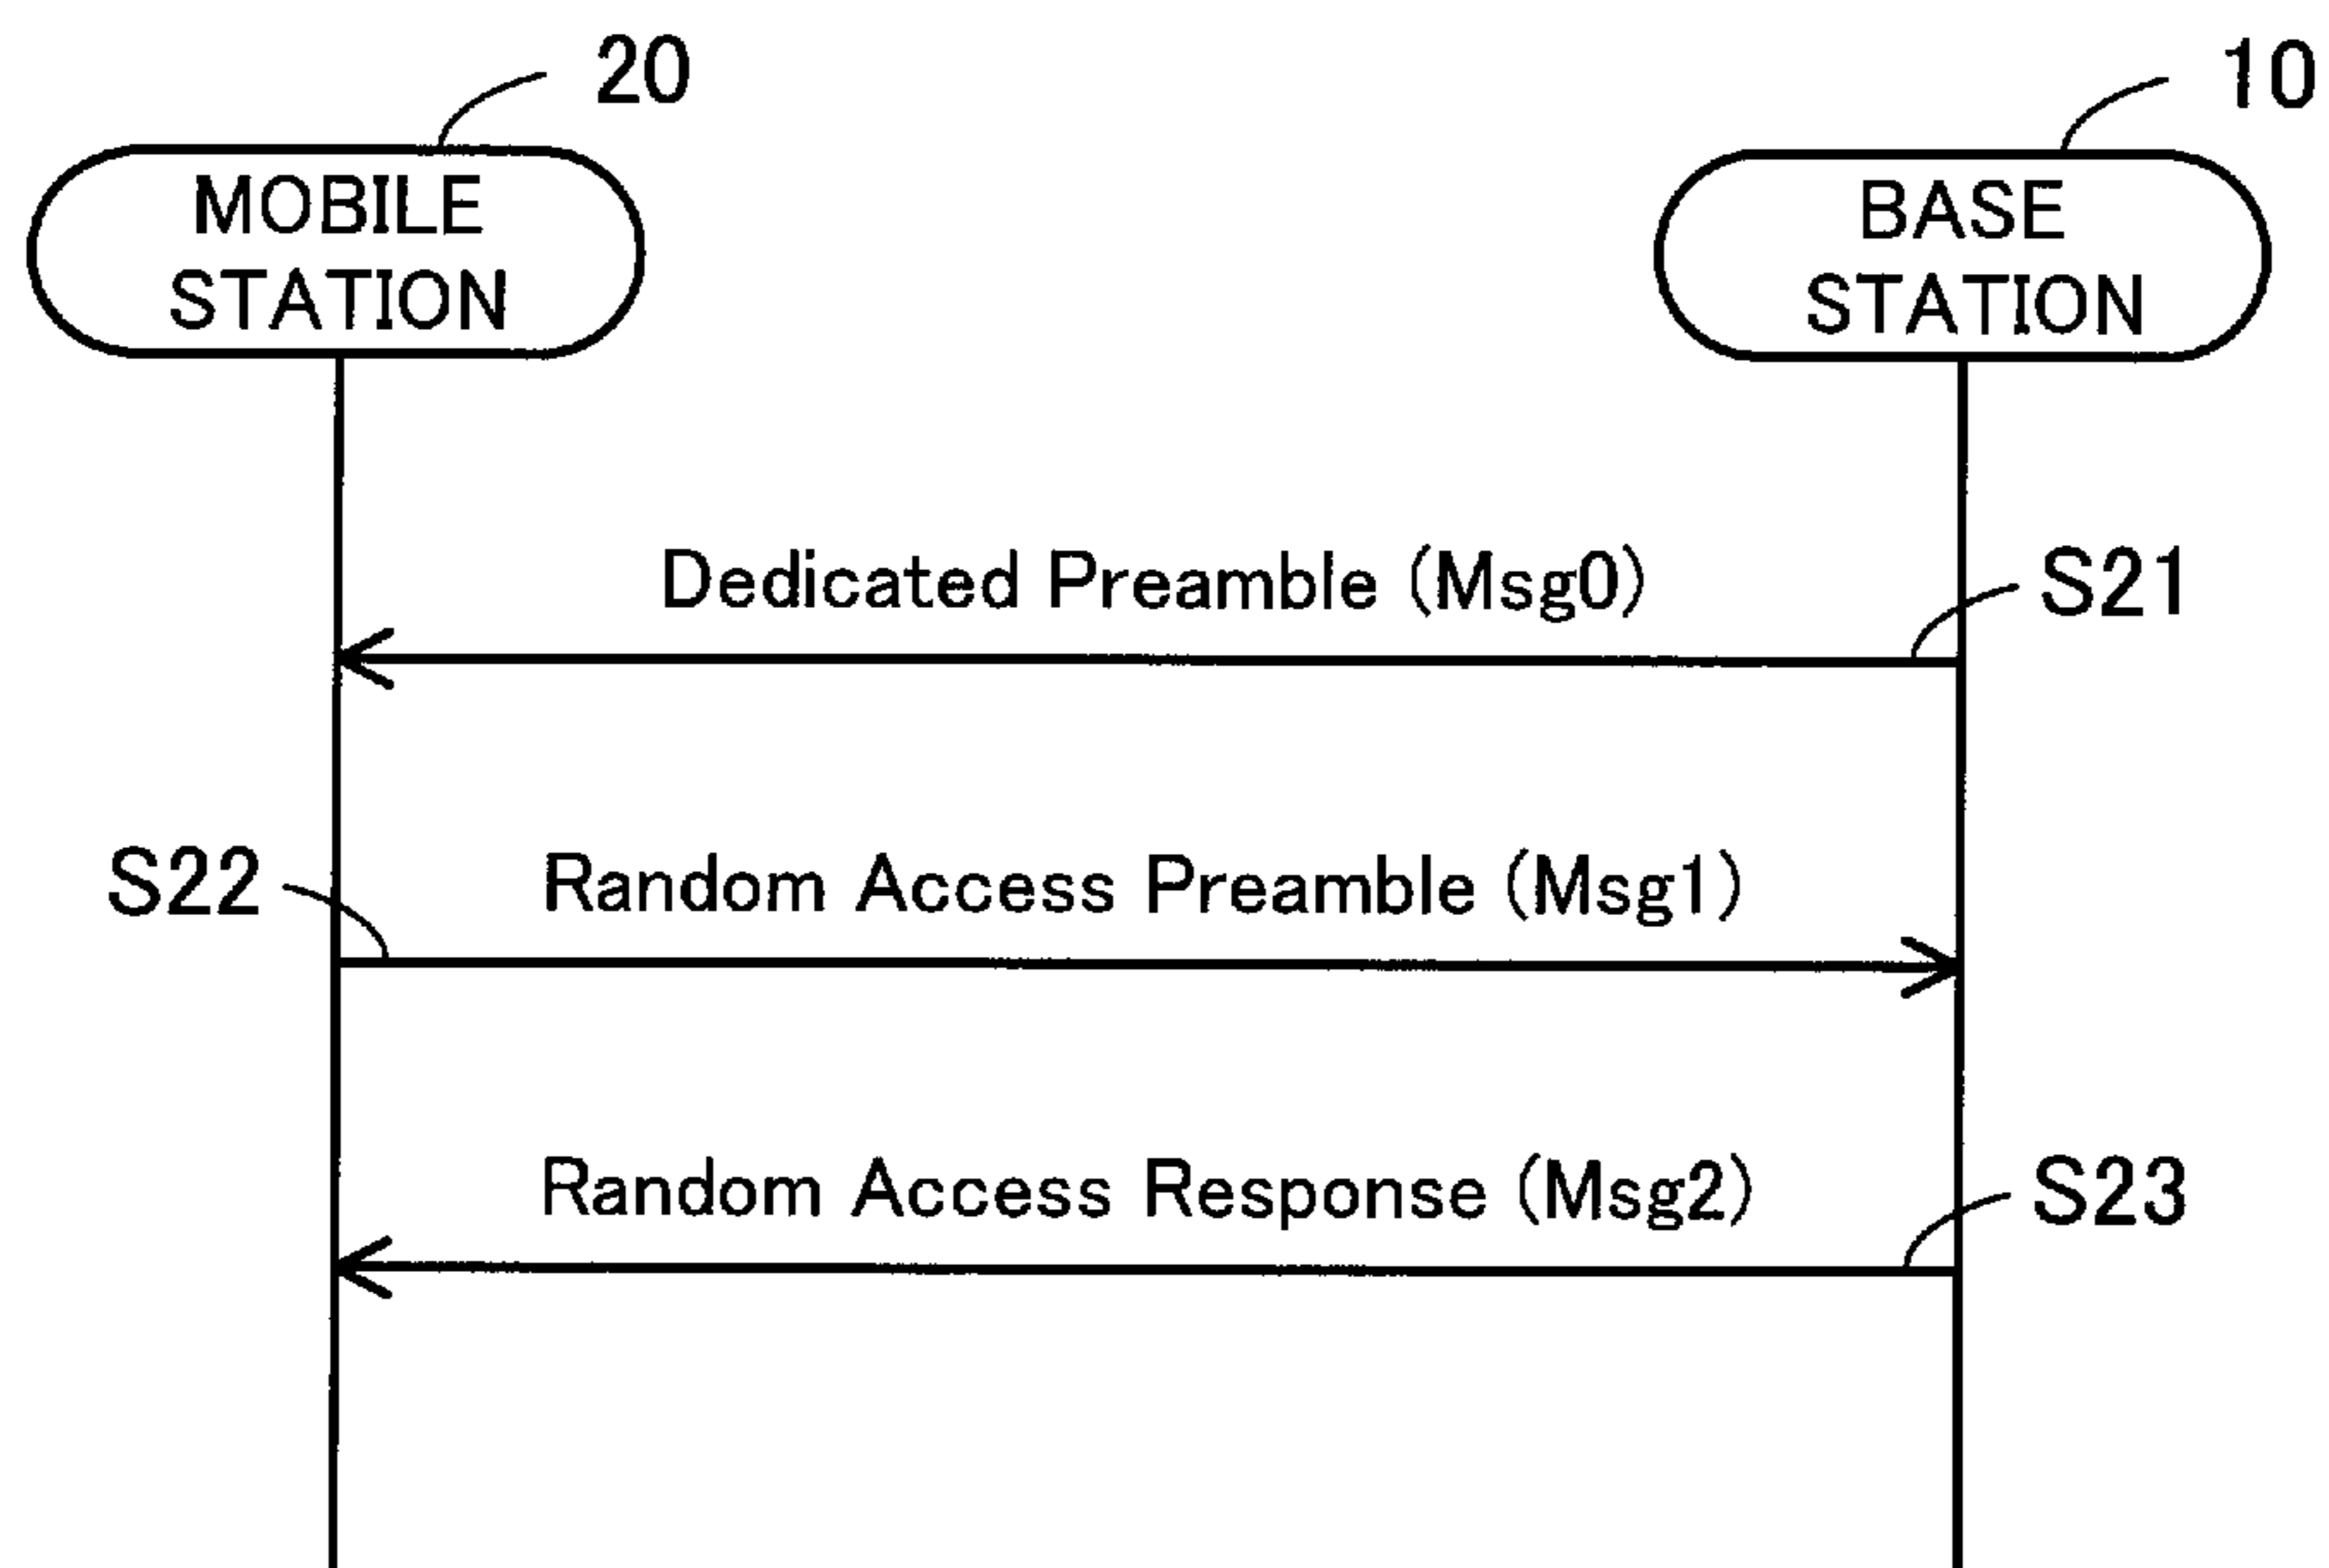 20
10
MOBILE
STATION
BASE
STATION
Dedicated Preamble (Msg0)
S21
S22
Random Access Preamble (Msg1)
Random Access Response (Msg2)
S23